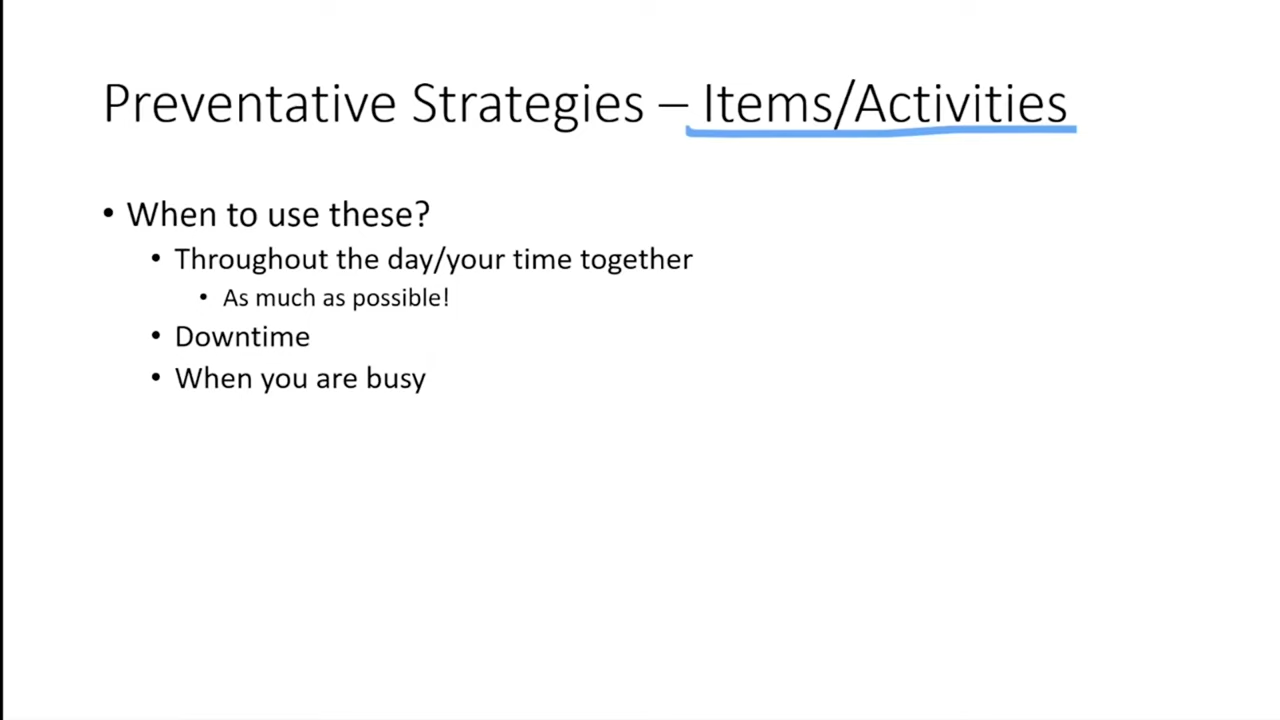 Preventative Strategies – Items/Activities
• When to use these?
• Throughout the day/your time together
• As much as possible!
• Downtime
• When you are busy